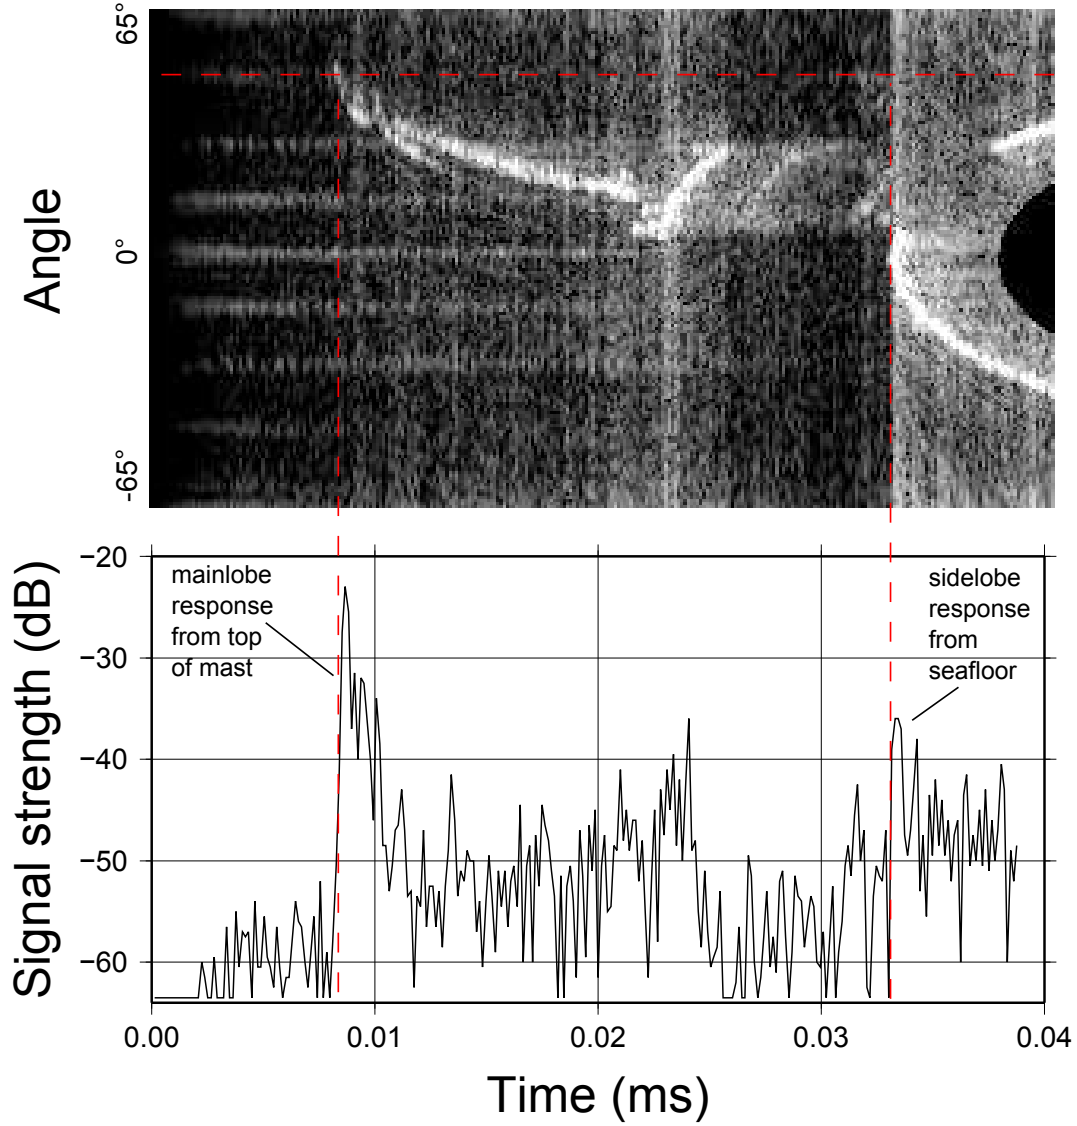 65°
0°
-65°
Angle
−20
−30
−40
−50
−60
Signal strength (dB)
mainlobe
response
from top
of mast
sidelobe
response
from
seafloor
0.00
0.01
0.02
0.03
0.04
Time (ms)